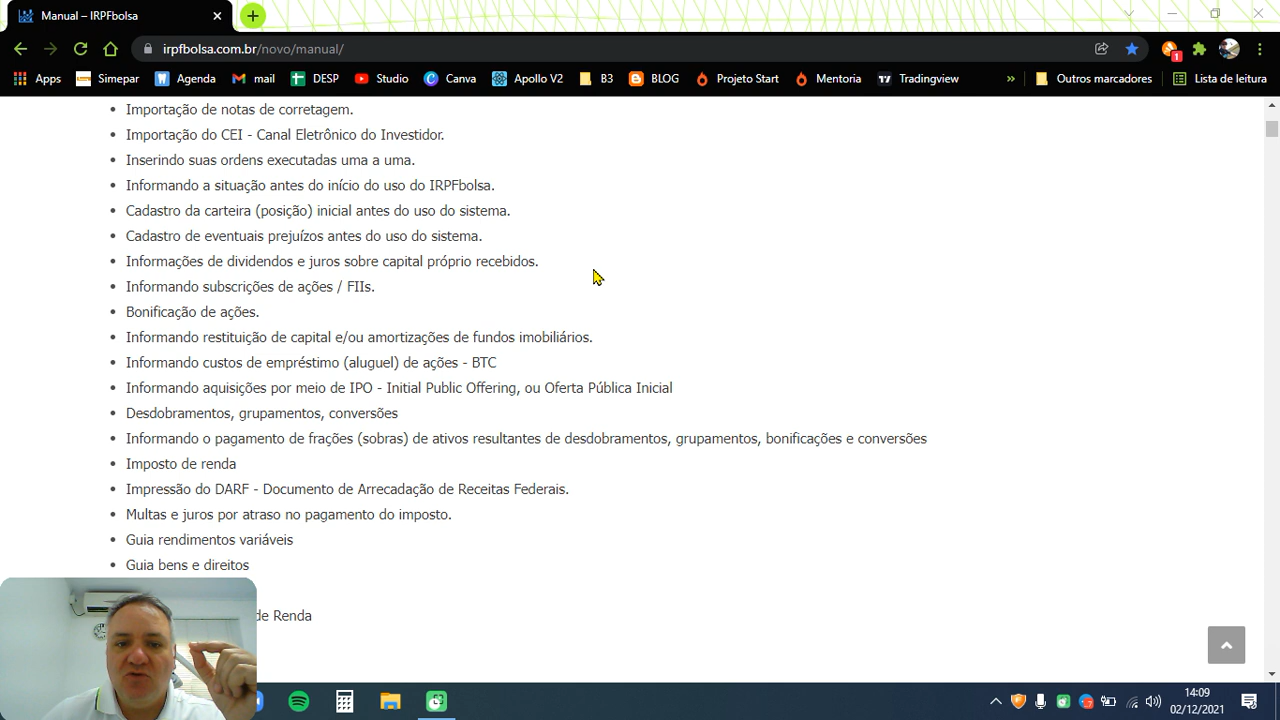 Manual – IRPFbolsa
irpfbolsa.com.br/novo/manual/
1
Apps Simepar Agenda mail DESP Studio Canva Apollo V2 B3 BLOG Projeto Start Mentoria Tradingview » Outros marcadores Lista de leitura
Importação de notas de corretagem.
Importação do CEI - Canal Eletrônico do Investidor.
Inserindo suas ordens executadas uma a uma.
Informando a situação antes do início do uso do IRPFbolsa.
Cadastro da carteira (posição) inicial antes do uso do sistema.
Cadastro de eventuais prejuízos antes do uso do sistema.
Informações de dividendos e juros sobre capital próprio recebidos.
Informando subscrições de ações / FIIs.
Bonificação de ações.
Informando restituição de capital e/ou amortizações de fundos imobiliários.
Informando custos de empréstimo (aluguel) de ações - BTC
Informando aquisições por meio de IPO - Initial Public Offering, ou Oferta Pública Inicial
Desdobramentos, grupamentos, conversões
Informando o pagamento de frações (sobras) de ativos resultantes de desdobramentos, grupamentos, bonificações e conversões
Imposto de renda
Impressão do DARF - Documento de Arrecadação de Receitas Federais.
Multas e juros por atraso no pagamento do imposto.
Guia rendimentos variáveis
Guia bens e direitos
de Renda
14:09
02/12/2021